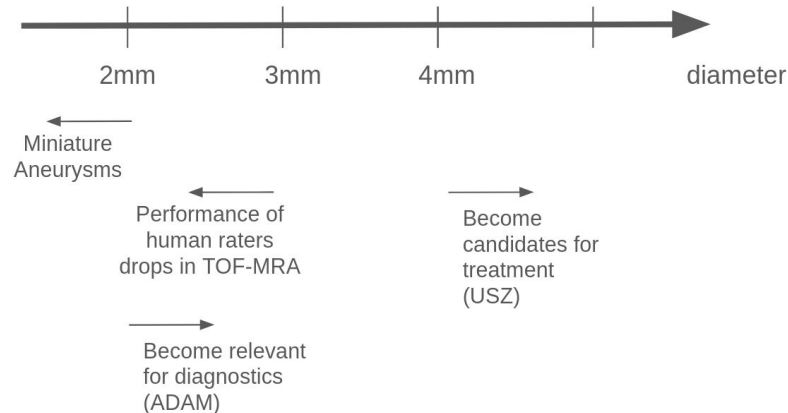 2mm
3mm
4mm
diameter
Miniature
Aneurysms
Performance of
human raters
drops in TOF-MRA
Become
candidates for
treatment
(USZ)
Become relevant
for diagnostics
(ADAM)